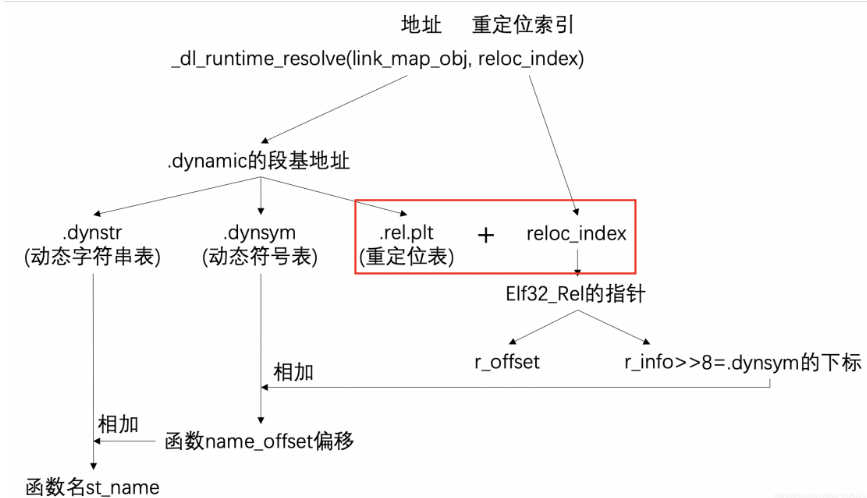 地址 重定位索引
_dl_runtime_resolve(link_map_obj, reloc_index)
.dynamic的段基地址
.dynstr .dynsym .rel.plt + reloc_index
(动态字符串表) (动态符号表) (重定位表)
Elf32_Rel的指针
r_offset r_info>>8=.dynsym的下标
相加
相加
函数name_offset偏移
函数名st_name